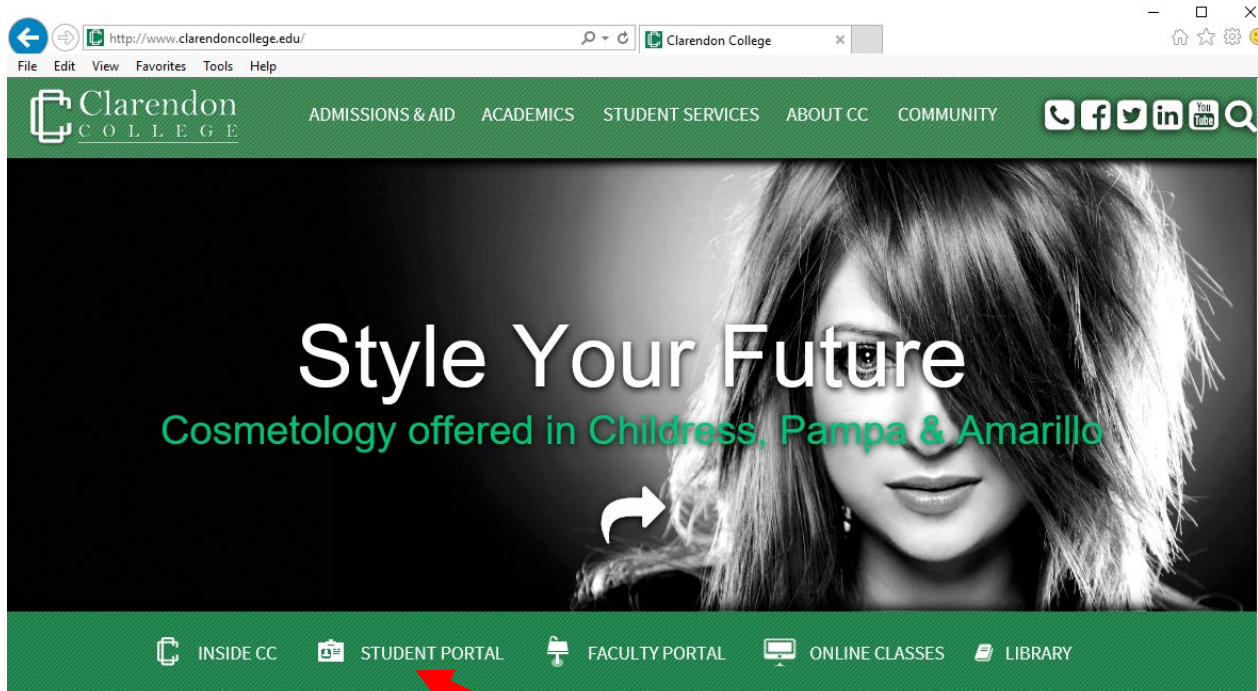 http://www.clarendoncollege.edu/ Clarendon College
File Edit View Favorites Tools Help
Clarendon
COLLEGE
ADMISSIONS & AID ACADEMICS STUDENT SERVICES ABOUT CC COMMUNITY
You
Tube
Style Your Future
Cosmetology offered in Childress, Pampa & Amarillo
INSIDE CC STUDENT PORTAL FACULTY PORTAL ONLINE CLASSES LIBRARY